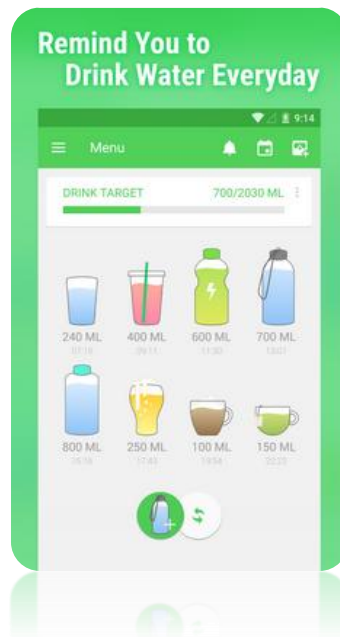 Remind You to
Drink Water Everyday
9:14
Menu
DRINK TARGET 700/2030 ML
240 ML 400 ML 600 ML 700 ML
800 ML 250 ML 100 ML 150 ML